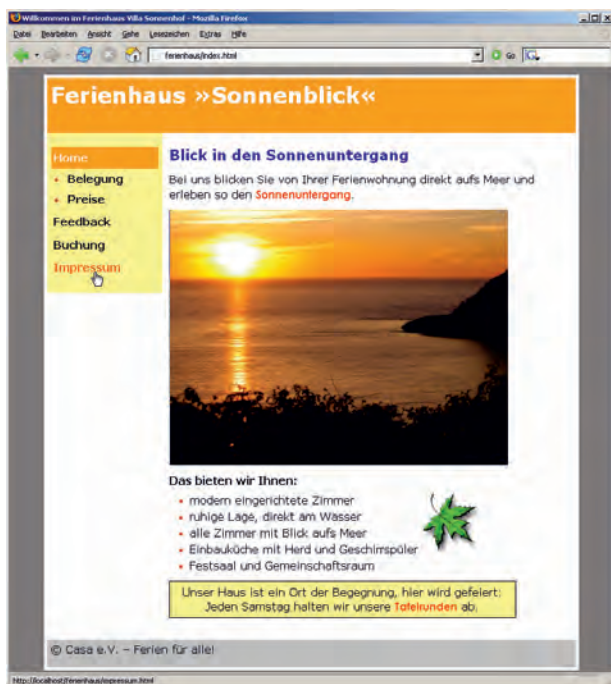 Willkommen im Ferienhaus Villa Sonnenhof - Mozilla Firefox
Datei Bearbeiten Ansicht Gehe Lesezeichen Extras Hilfe
ferienhaus/index.html Go G
Ferienhaus »Sonnenblick«
Home
Belegung
Preise
Feedback
Buchung
Impressum
Blick in den Sonnenuntergang
Bei uns blicken Sie von Ihrer Ferienwohnung direkt aufs Meer und
erleben so den Sonnenuntergang.
Das bieten wir Ihnen:
• modern eingerichtete Zimmer
• ruhige Lage, direkt am Wasser
• alle Zimmer mit Blick aufs Meer
• Einbauküche mit Herd und Geschirrspüler
• Festsaal und Gemeinschaftsraum
Unser Haus ist ein Ort der Begegnung, hier wird gefeiert:
Jeden Samstag halten wir unsere Tafelrunden ab.
© Casa e.V. – Ferien für alle!
http://localhost/ferienhaus/impressum.html